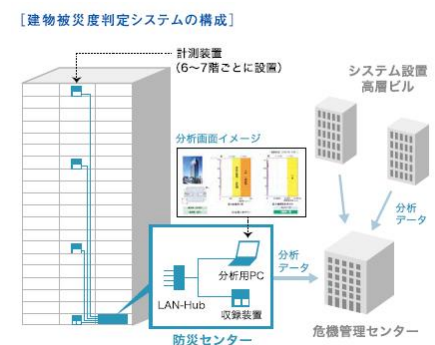 ［建物被災度判定システムの構成］
計測装置
（6〜7階ごとに設置）
システム設置
高層ビル
分析画面イメージ
分析
データ
分析用PC
分析
データ
LAN-Hub
収録装置
防災センター
危機管理センター